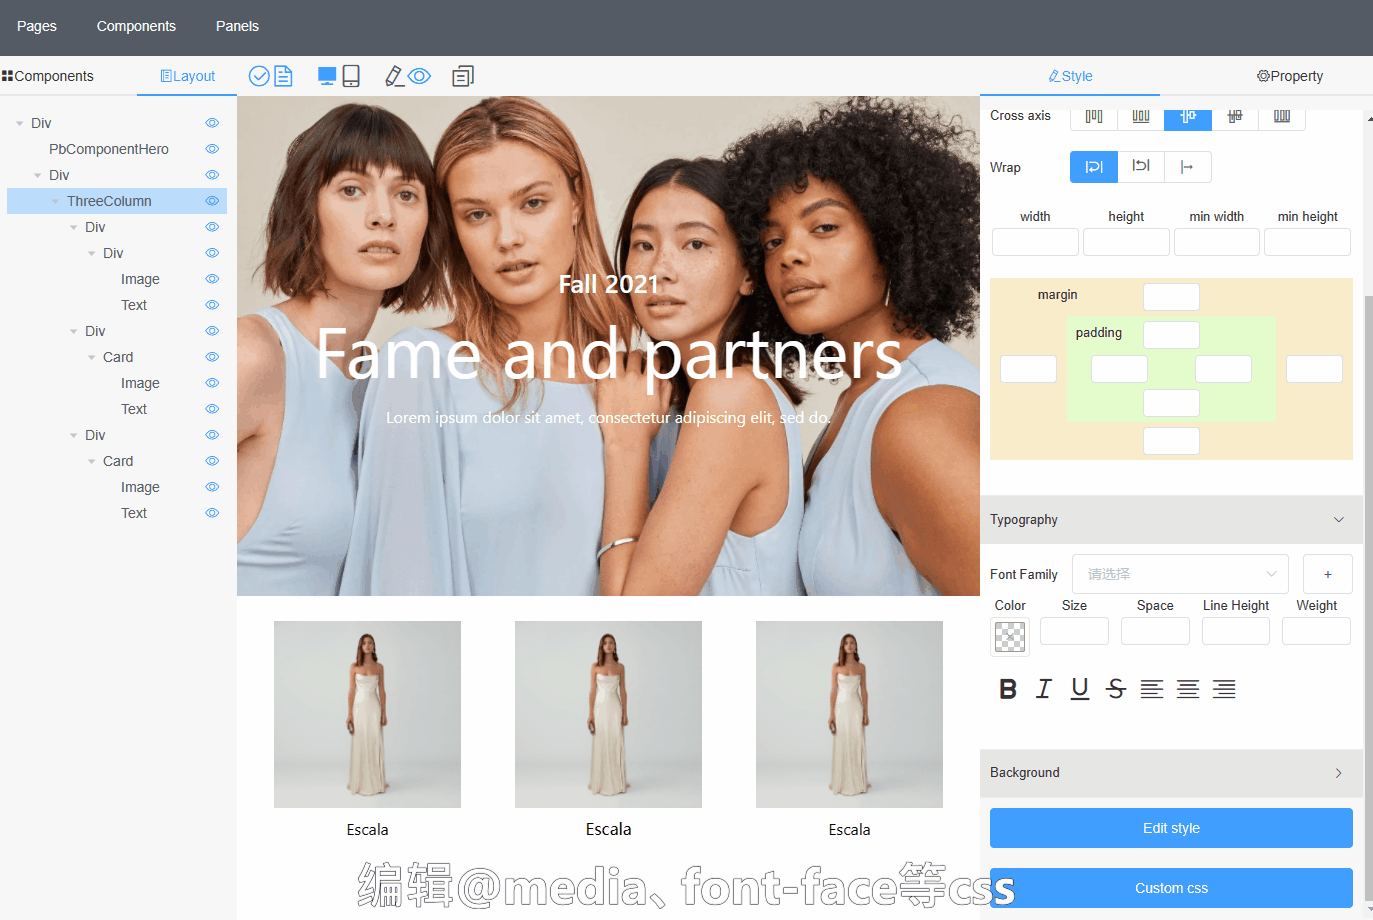 Pages Components Panels
Components Layout Style Property
Div
PbComponentHero
Div
ThreeColumn
Div
Div
Image
Text
Div
Card
Image
Text
Div
Card
Image
Text
Fall 2021
Fame and partners
Lorem ipsum dolor sit amet, consectetur adipiscing elit, sed do.
Escala Escala Escala
Cross axis
Wrap
width height min width min height
margin
padding
Typography
Font Family 请选择 +
Color Size Space Line Height Weight
B I U S
Background
Edit style
Custom css
编辑@media、font-face等css